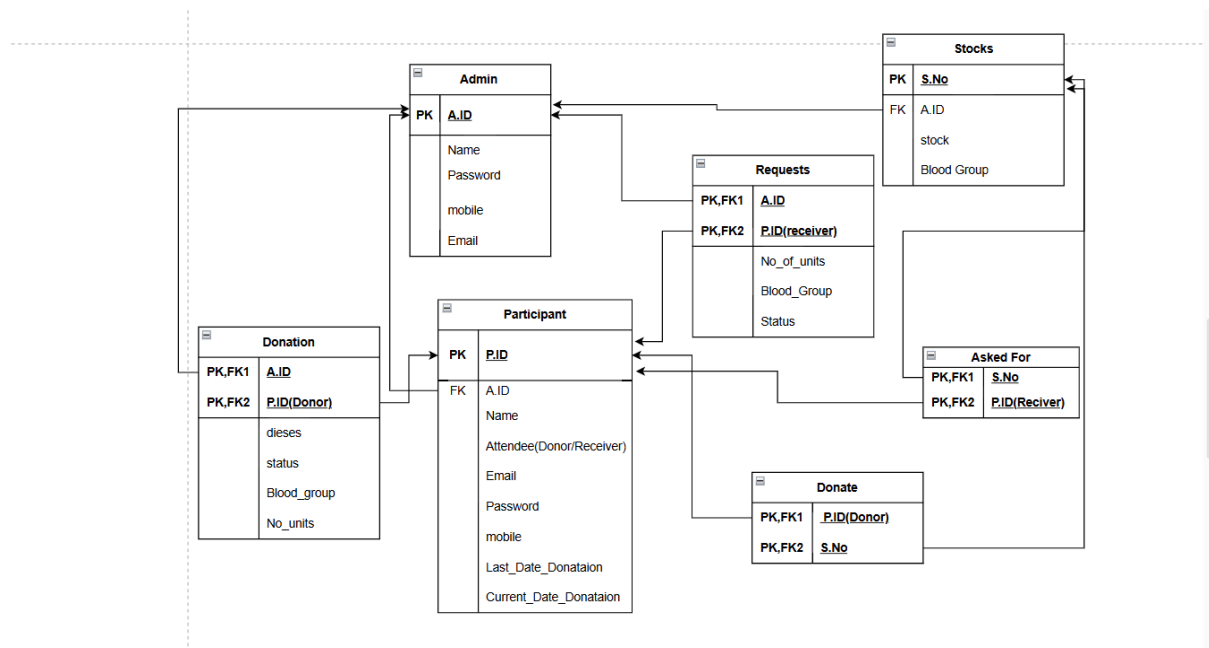 Stocks
PK S.No
FK A.ID
stock
Blood Group
Admin
PK A.ID
Name
Password
mobile
Email
Requests
PK,FK1 A.ID
PK,FK2 P.ID(receiver)
No_of_units
Blood_Group
Status
Participant
PK P.ID
FK A.ID
Name
Attendee(Donor/Receiver)
Email
Password
mobile
Last_Date_Donataion
Current_Date_Donataion
Donation
PK,FK1 A.ID
PK,FK2 P.ID(Donor)
dieses
status
Blood_group
No_units
Asked For
PK,FK1 S.No
PK,FK2 P.ID(Reciver)
Donate
PK,FK1 P.ID(Donor)
PK,FK2 S.No